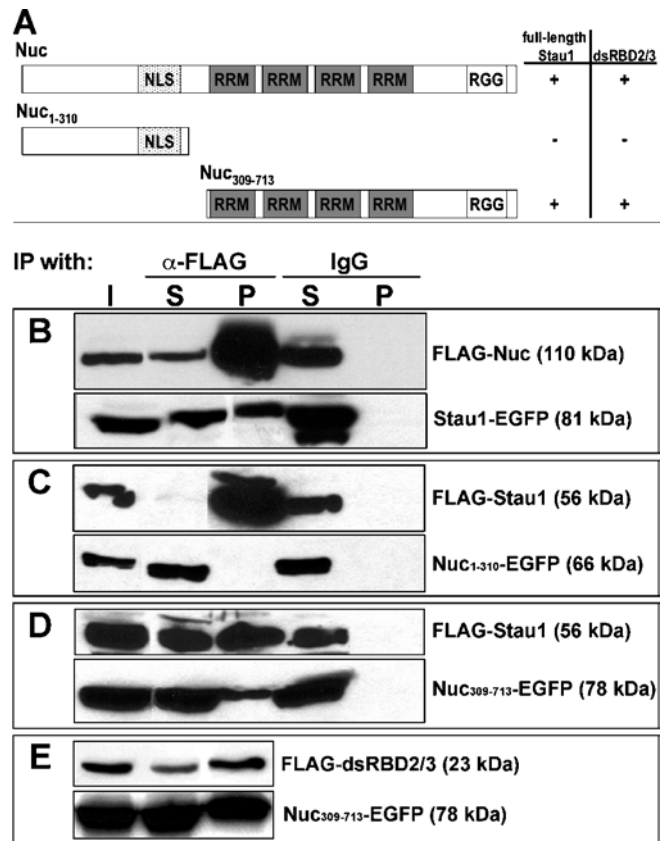 A
full-length
Stau1 dsRBD2/3
Nuc
NLS RRM RRM RRM RRM RGG + +
Nuc1-310
NLS - -
Nuc309-713
RRM RRM RRM RRM RGG + +
IP with: α-FLAG IgG
I S P S P
B
FLAG-Nuc (110 kDa)
Stau1-EGFP (81 kDa)
C
FLAG-Stau1 (56 kDa)
Nuc1-310-EGFP (66 kDa)
D
FLAG-Stau1 (56 kDa)
Nuc309-713-EGFP (78 kDa)
E
FLAG-dsRBD2/3 (23 kDa)
Nuc309-713-EGFP (78 kDa)